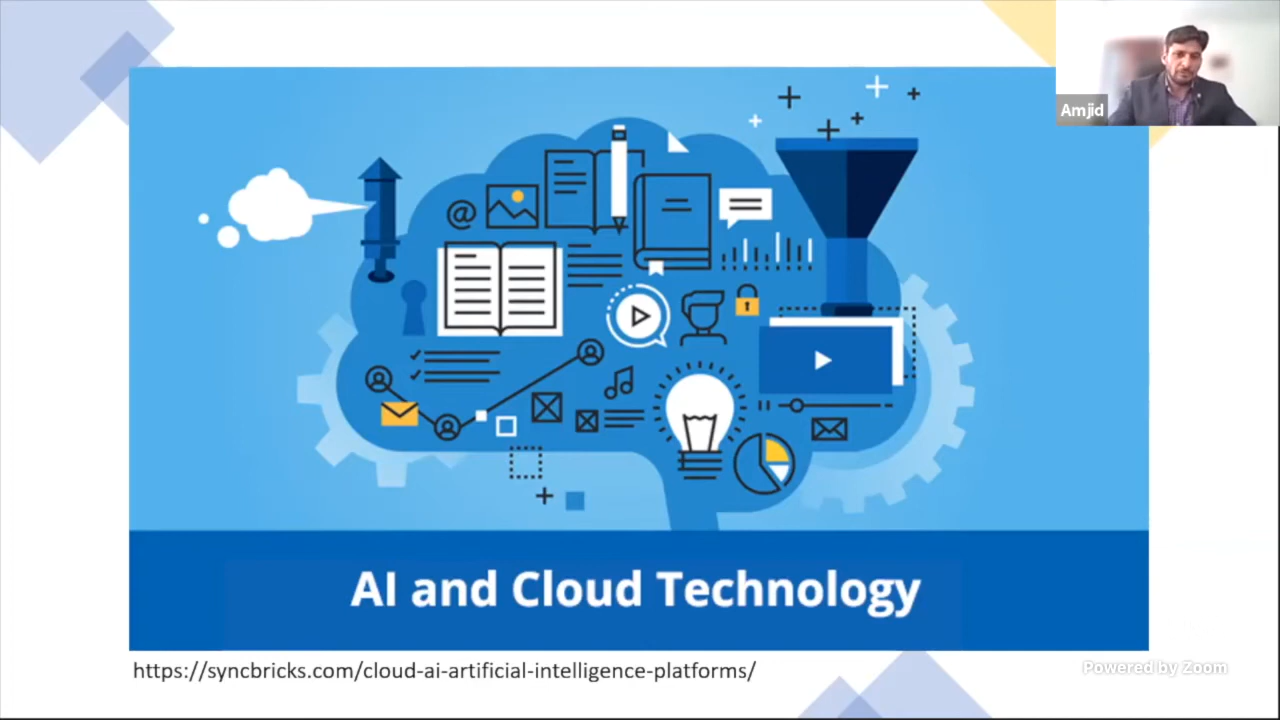 Amjid
@
AI and Cloud Technology
https://syncbricks.com/cloud-ai-artificial-intelligence-platforms/
Powered by Zoom